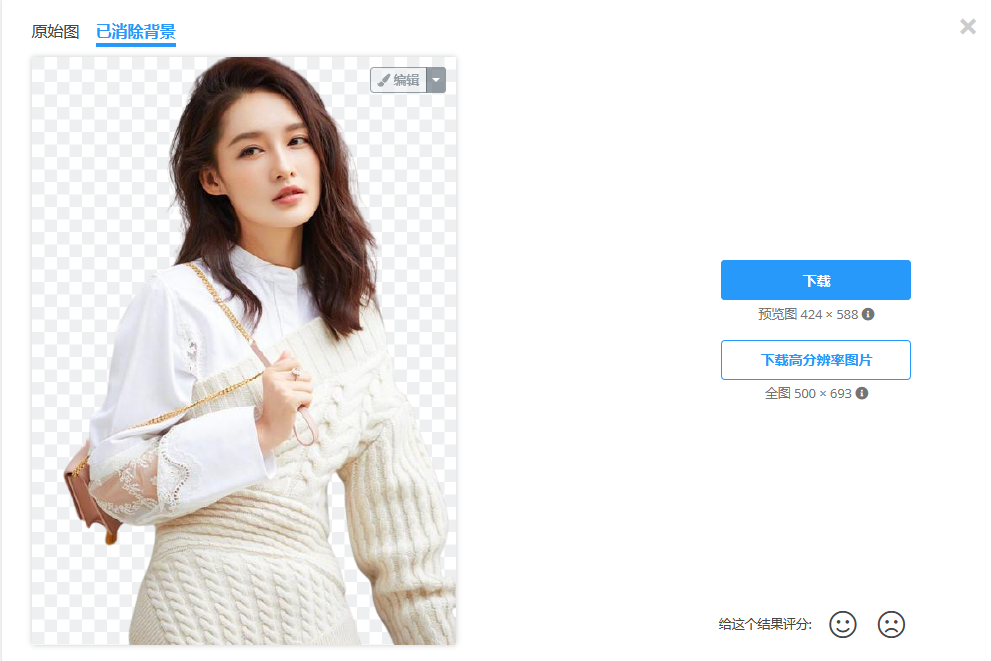 原始图 已消除背景
编辑
下载
预览图 424 × 588
下载高分辨率图片
全图 500 × 693
给这个结果评分: